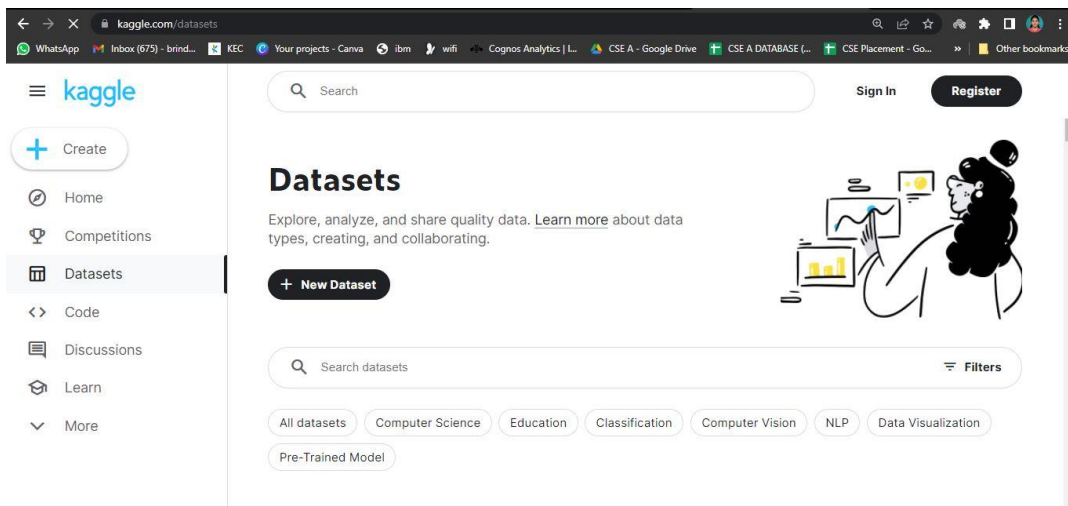 kaggle.com/datasets
WhatsApp Inbox (675) - brind... KEC Your projects - Canva ibm wifi Cognos Analytics | L... CSE A - Google Drive CSE A DATABASE (... CSE Placement - Go... » Other bookmarks
kaggle
Search
Sign In
Register
Create
Home
Competitions
Datasets
Code
Discussions
Learn
More
Datasets
Explore, analyze, and share quality data. Learn more about data
types, creating, and collaborating.
+ New Dataset
Search datasets
Filters
All datasets Computer Science Education Classification Computer Vision NLP Data Visualization
Pre-Trained Model